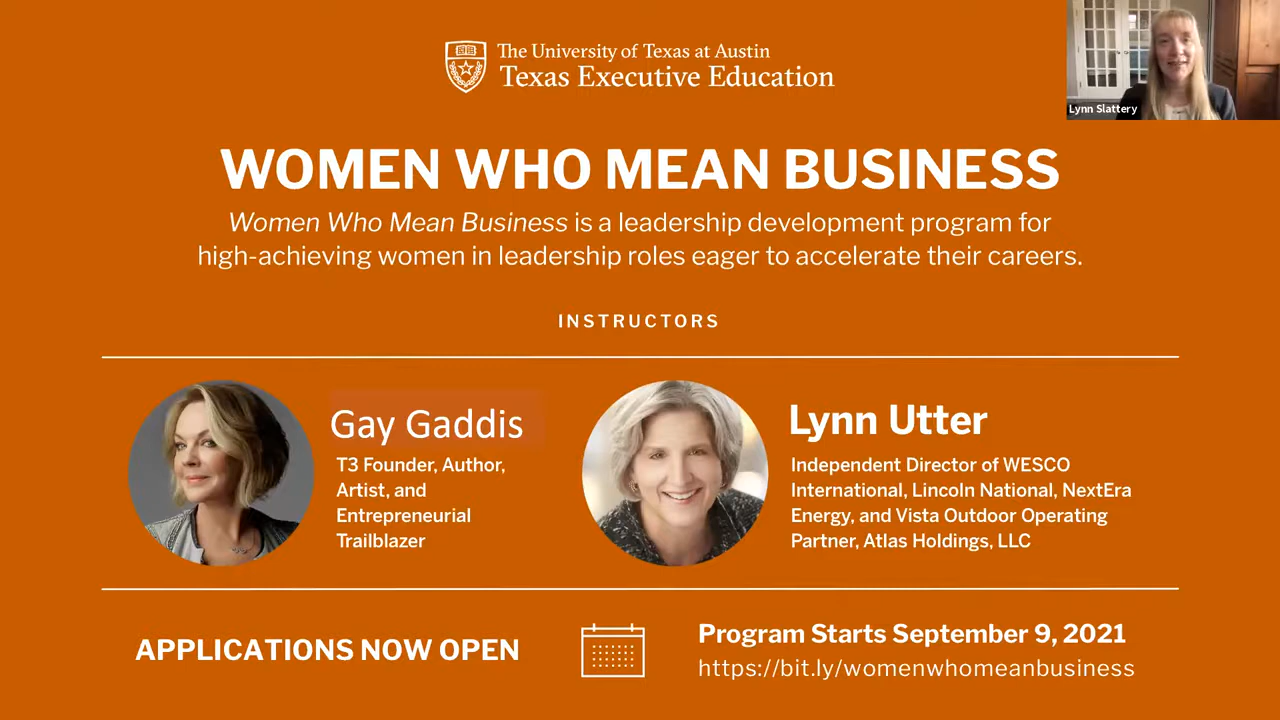 The University of Texas at Austin
Texas Executive Education
Lynn Slattery
WOMEN WHO MEAN BUSINESS
Women Who Mean Business is a leadership development program for
high-achieving women in leadership roles eager to accelerate their careers.
INSTRUCTORS
Gay Gaddis
T3 Founder, Author,
Artist, and
Entrepreneurial
Trailblazer
Lynn Utter
Independent Director of WESCO
International, Lincoln National, NextEra
Energy, and Vista Outdoor Operating
Partner, Atlas Holdings, LLC
APPLICATIONS NOW OPEN
Program Starts September 9, 2021
https://bit.ly/womenwhomeanbusiness